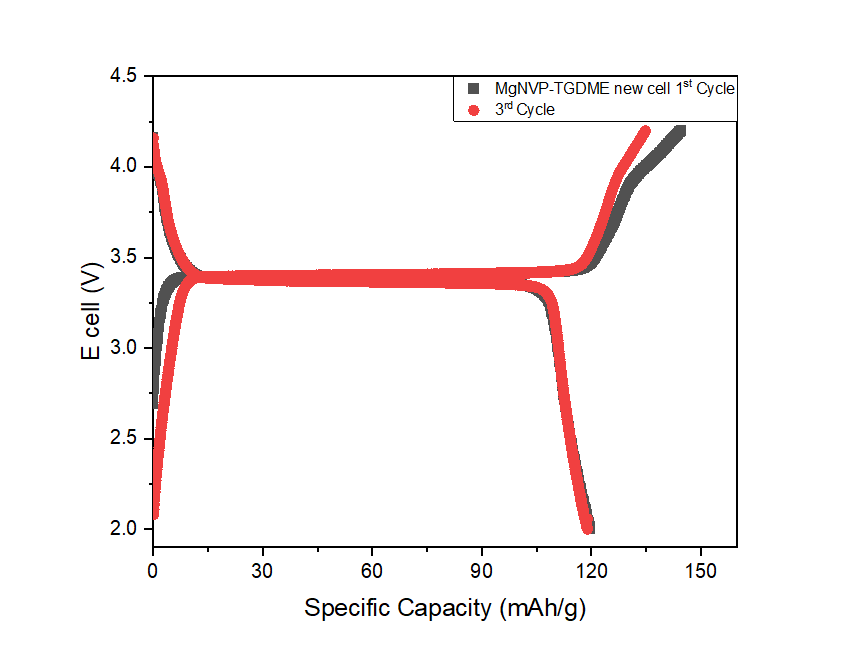 MgNVP-TGDME new cell 1st Cycle
3rd Cycle
4.5
4.0
3.5
3.0
2.5
2.0
E cell (V)
0 30 60 90 120 150
Specific Capacity (mAh/g)